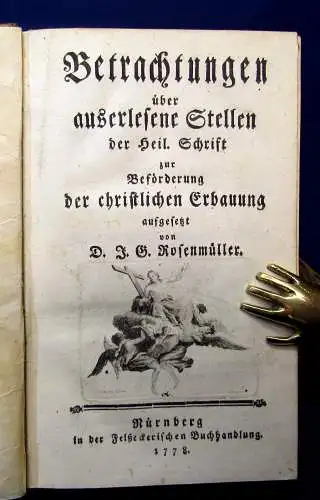 Betrachtungen
über
auserlesene Stellen
der Heil. Schrift
zur
Beförderung
der christlichen Erbauung
aufgesetzt
von
D. J. G. Rosenmüller.
Nürnberg
in der Felßeckerischen Buchhandlung.
1778.